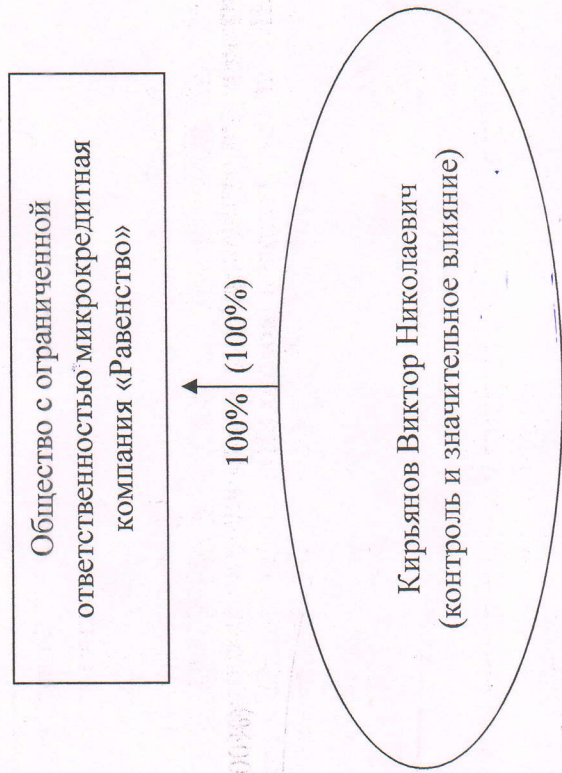 Общество с ограниченной
ответственностью микрокредитная
компания «Равенство»
100% (100%)
Кирьянов Виктор Николаевич
(контроль и значительное влияние)